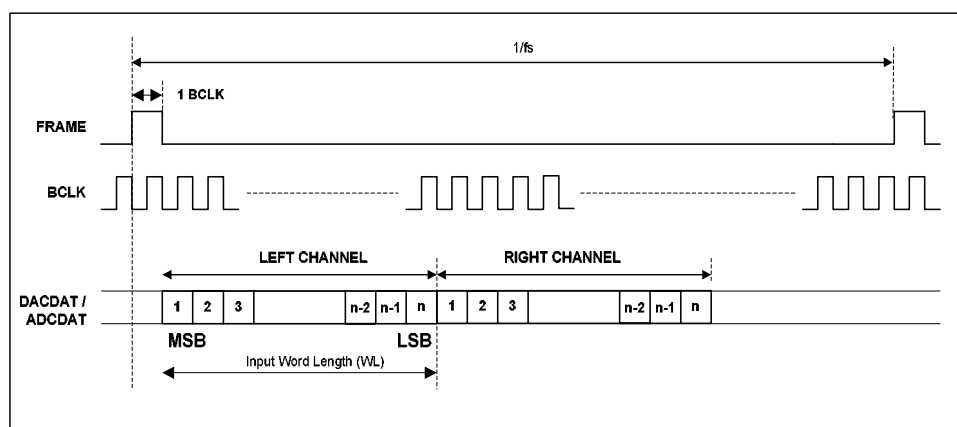 1/fs
1 BCLK
FRAME
BCLK
LEFT CHANNEL
RIGHT CHANNEL
DACDAT /
ADCDAT
1 2 3 n-2 n-1 n 1 2 3 n-2 n-1 n
MSB LSB
Input Word Length (WL)